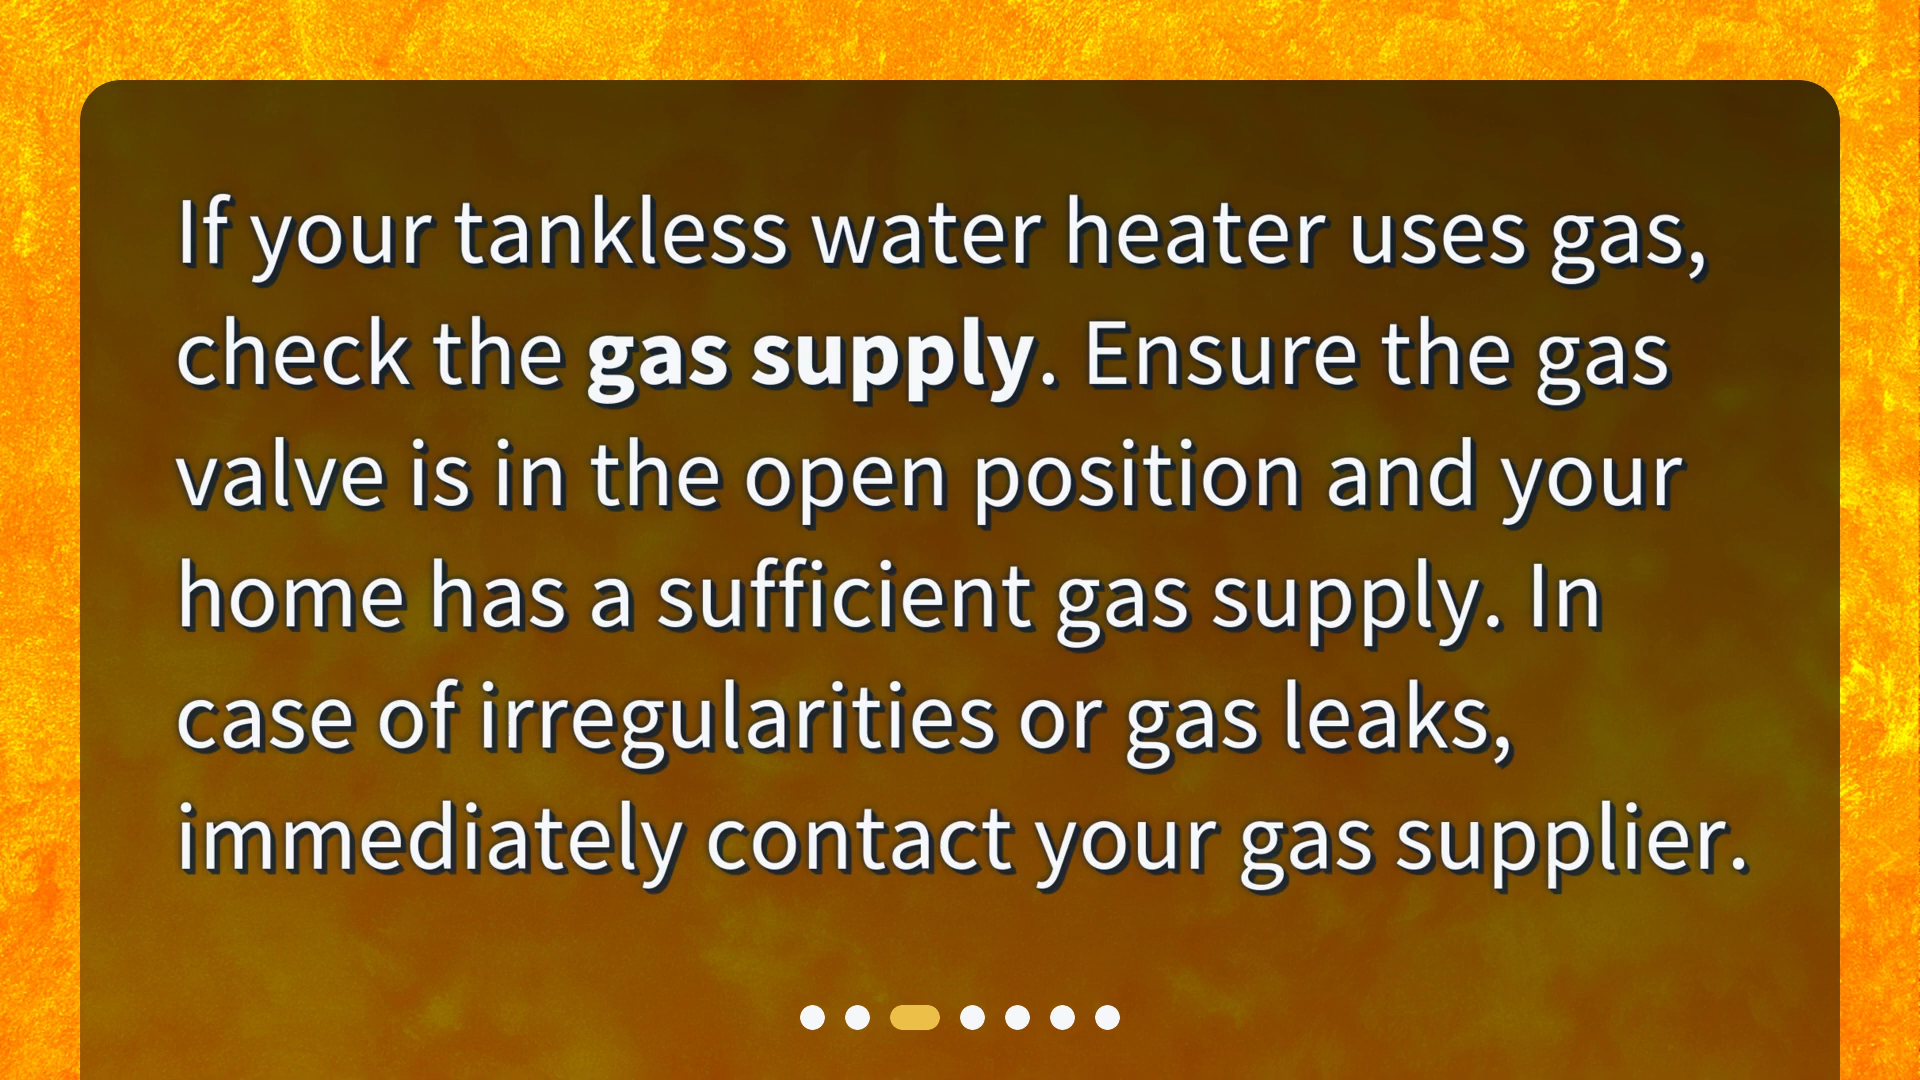 If your tankless water heater uses gas,
check the gas supply. Ensure the gas
valve is in the open position and your
home has a sufficient gas supply. In
case of irregularities or gas leaks,
immediately contact your gas supplier.